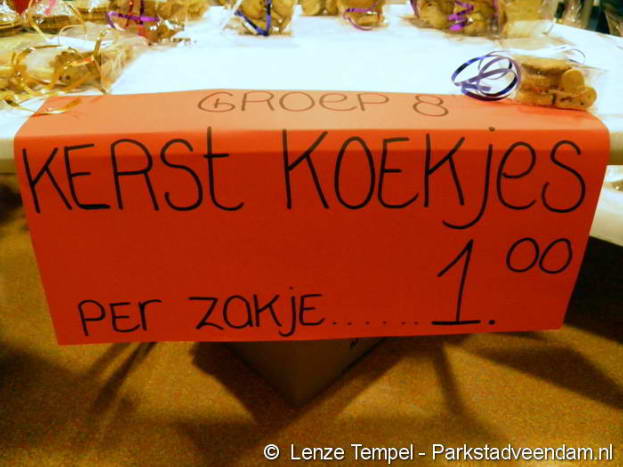 GROEP 8
KERSt KOEKjes
per zakje......1.00
© Lenze Tempel - Parkstadveendam.nl